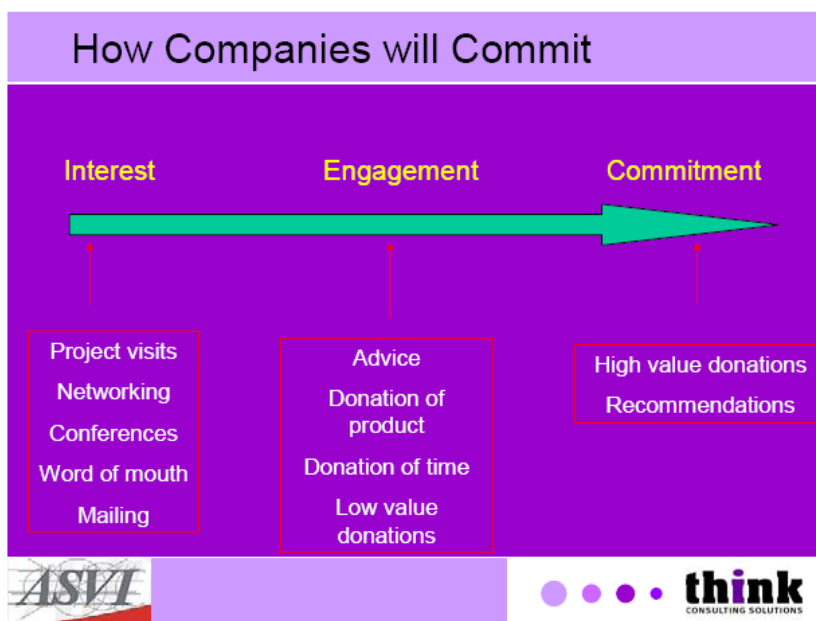 How Companies will Commit
Interest
Engagement
Commitment
Project visits
Networking
Conferences
Word of mouth
Mailing
Advice
Donation of
product
Donation of time
Low value
donations
High value donations
Recommendations
ASVI
think
CONSULTING SOLUTIONS